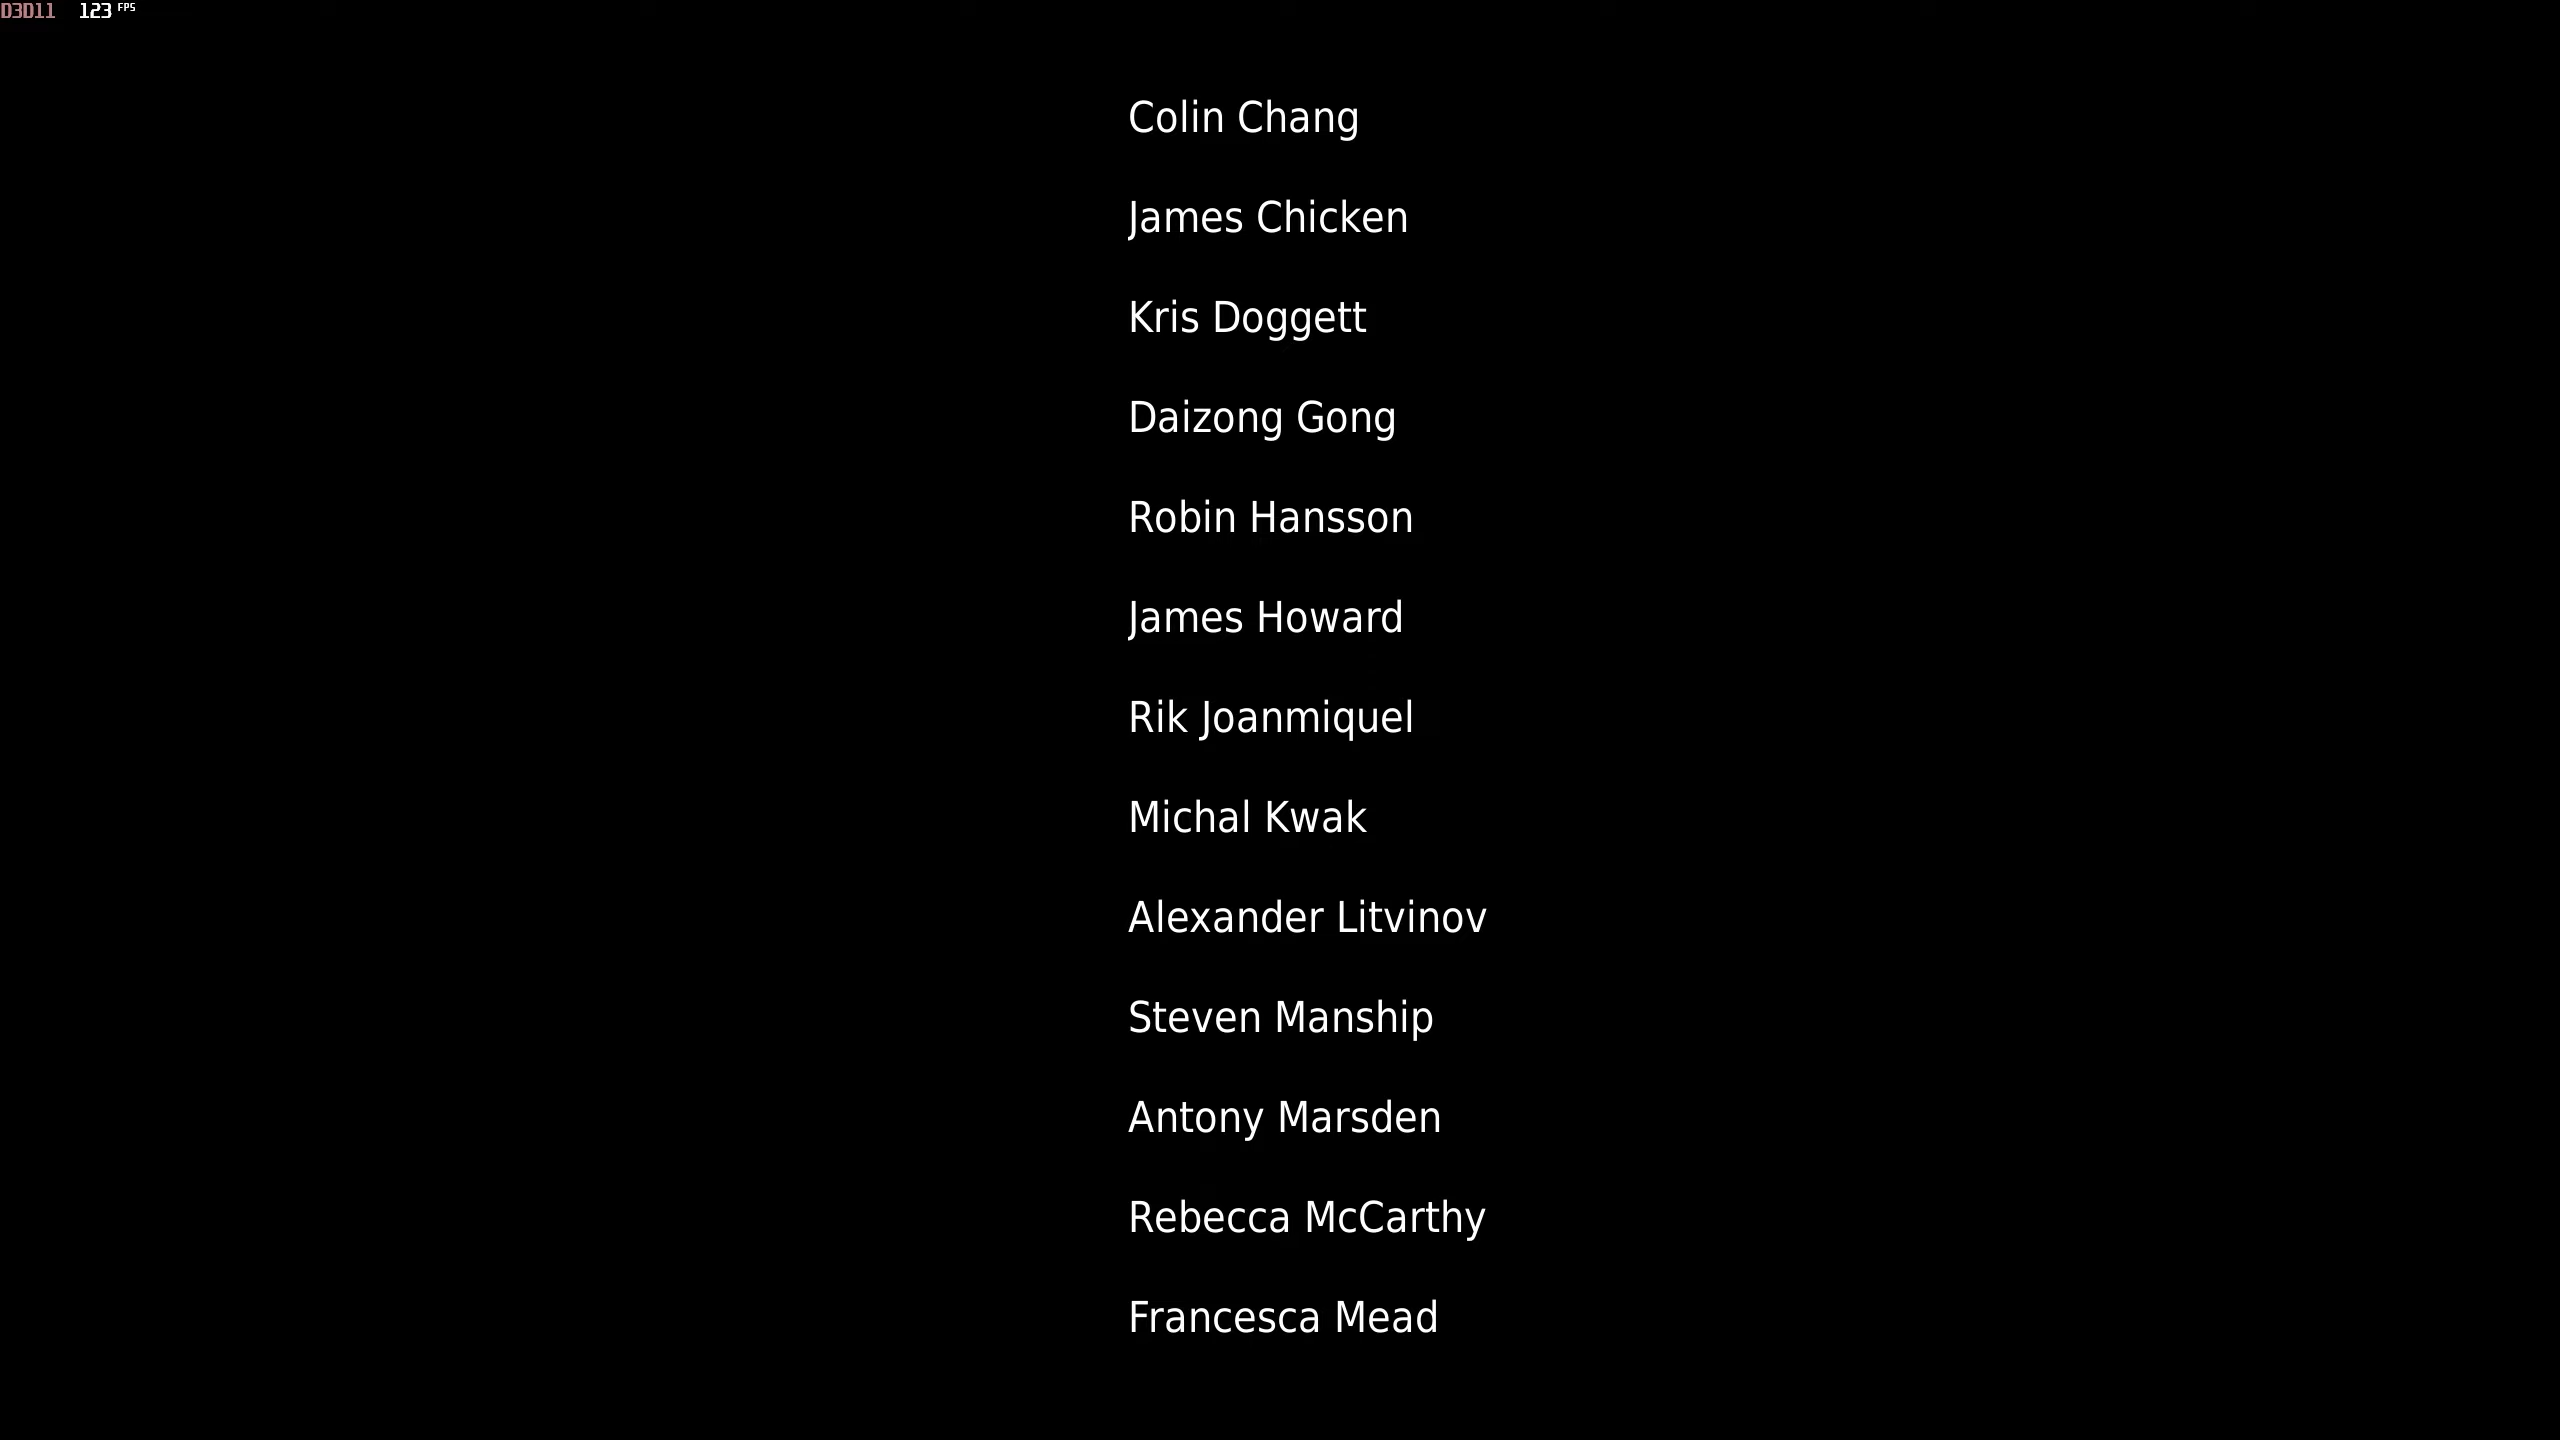 D3D11 123 FPS
Colin Chang
James Chicken
Kris Doggett
Daizong Gong
Robin Hansson
James Howard
Rik Joanmiquel
Michal Kwak
Alexander Litvinov
Steven Manship
Antony Marsden
Rebecca McCarthy
Francesca Mead